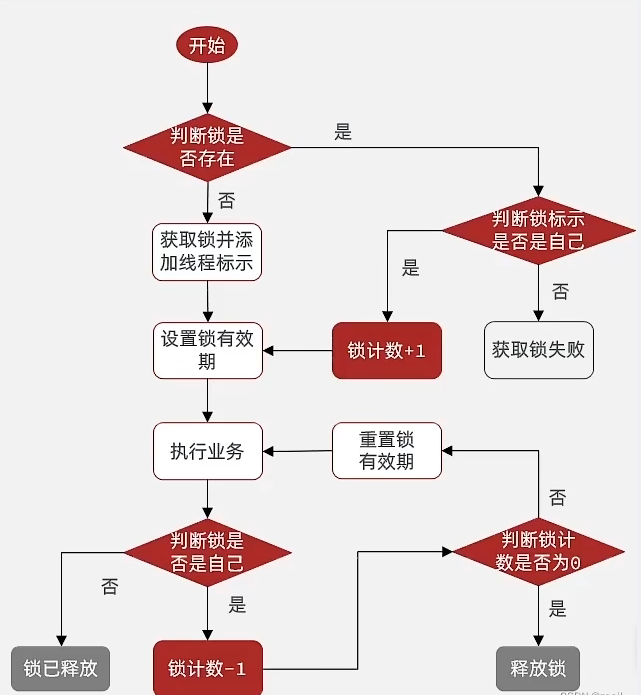 开始
判断锁是
否存在
是
否
判断锁标示
是否是自己
获取锁并添
加线程标示
是
否
设置锁有效
期
锁计数+1
获取锁失败
执行业务
重置锁
有效期
否
判断锁是
否是自己
判断锁计
数是否为0
否
是
是
锁已释放
锁计数-1
释放锁